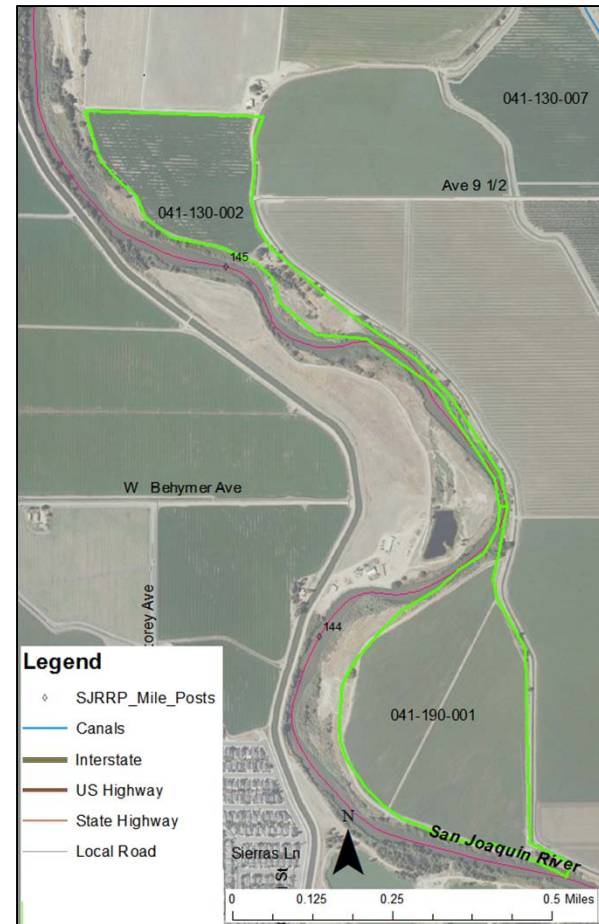 041-130-007
Ave 9 1/2
041-130-002
145
W Behymer Ave
144
Legend
SJRRP_Mile_Posts
Canals
Interstate
US Highway
State Highway
Local Road
041-190-001
San Joaquin River
N
Sierras Ln
St
0 0.125 0.25 0.5 Miles